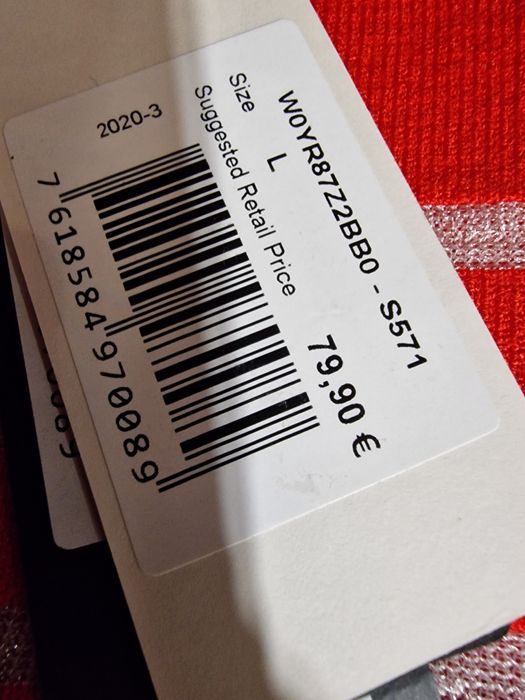 W0YR87Z2BB0 - S571
Size L
Suggested Retail Price 79,90 €
2020-3
7 618584 970089